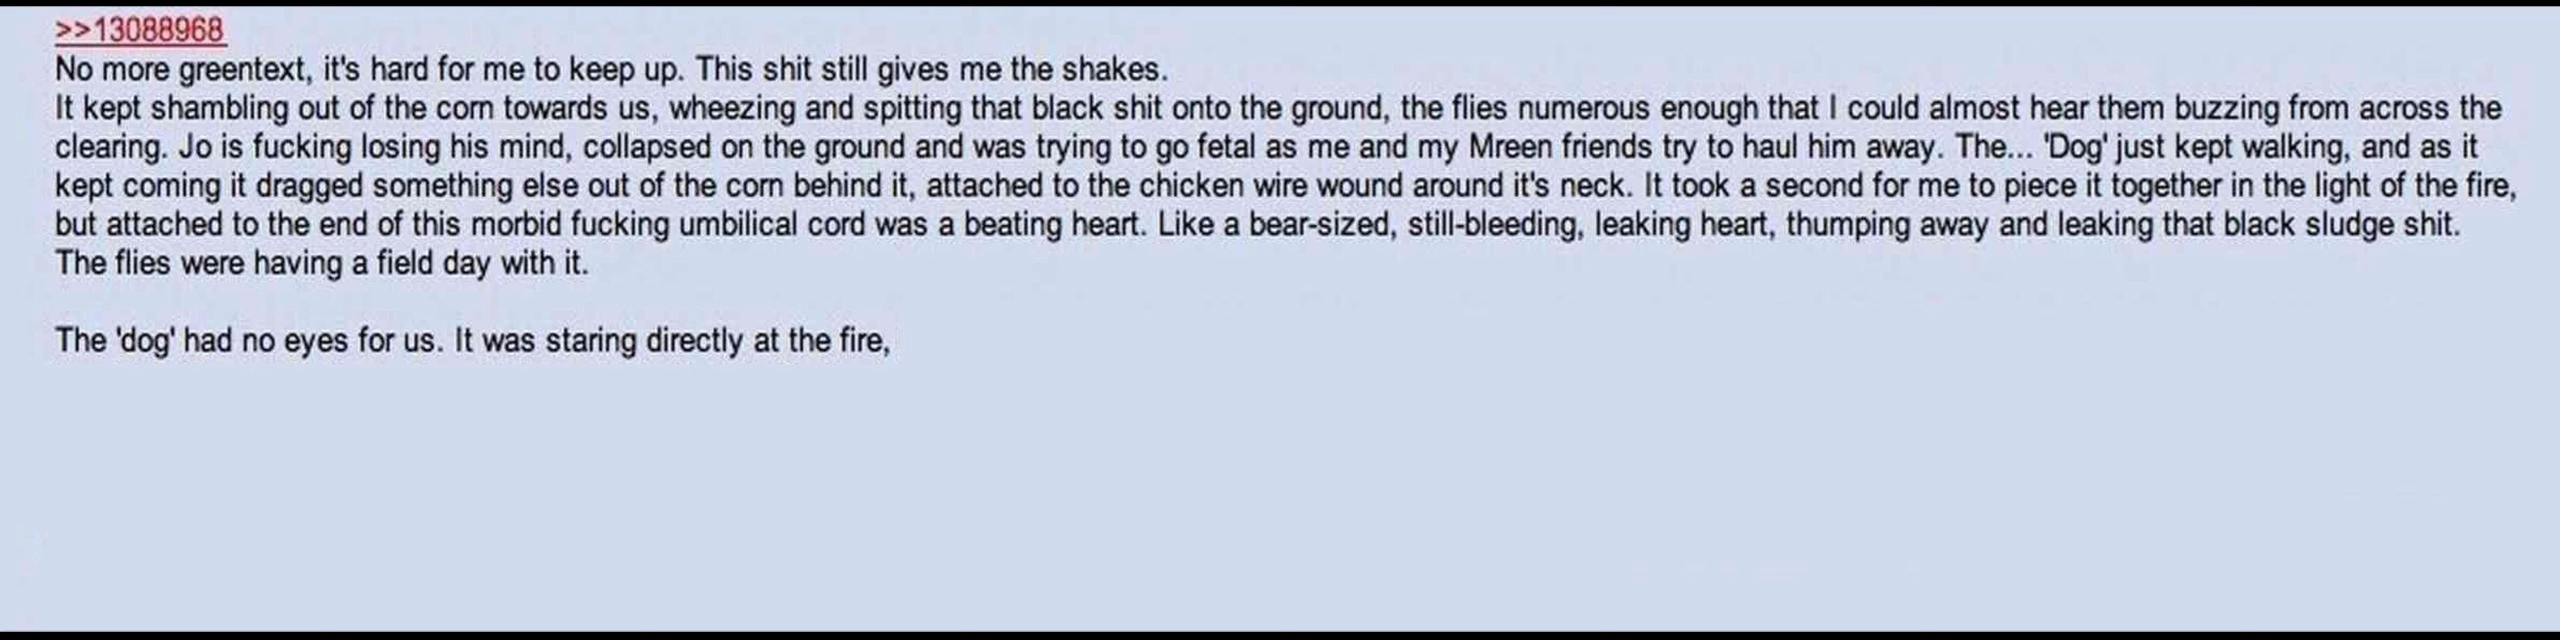 >>13088968
No more greentext, it's hard for me to keep up. This shit still gives me the shakes.
It kept shambling out of the corn towards us, wheezing and spitting that black shit onto the ground, the flies numerous enough that I could almost hear them buzzing from across the
clearing. Jo is fucking losing his mind, collapsed on the ground and was trying to go fetal as me and my Mreen friends try to haul him away. The... 'Dog' just kept walking, and as it
kept coming it dragged something else out of the corn behind it, attached to the chicken wire wound around it's neck. It took a second for me to piece it together in the light of the fire,
but attached to the end of this morbid fucking umbilical cord was a beating heart. Like a bear-sized, still-bleeding, leaking heart, thumping away and leaking that black sludge shit.
The flies were having a field day with it.
The 'dog' had no eyes for us. It was staring directly at the fire,